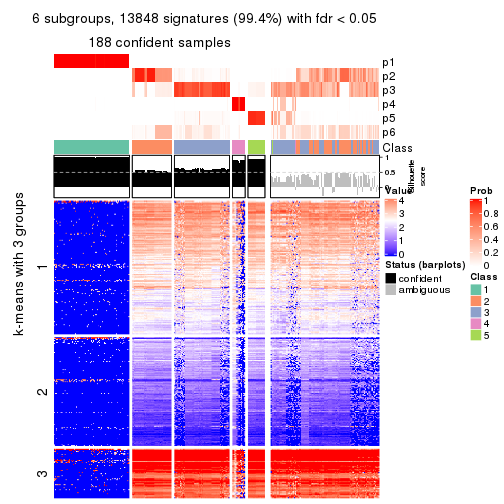 6 subgroups, 13848 signatures (99.4%) with fdr < 0.05
188 confident samples
p1
p2
p3
p4
p5
p6
Class
1
0.5
0
Silhouette
score
k-means with 3 groups
1
2
3
Value
4
3
2
1
0
Status (barplots)
confident
ambiguous
Prob
1
0.8
0.6
0.4
0.2
0
Class
1
2
3
4
5